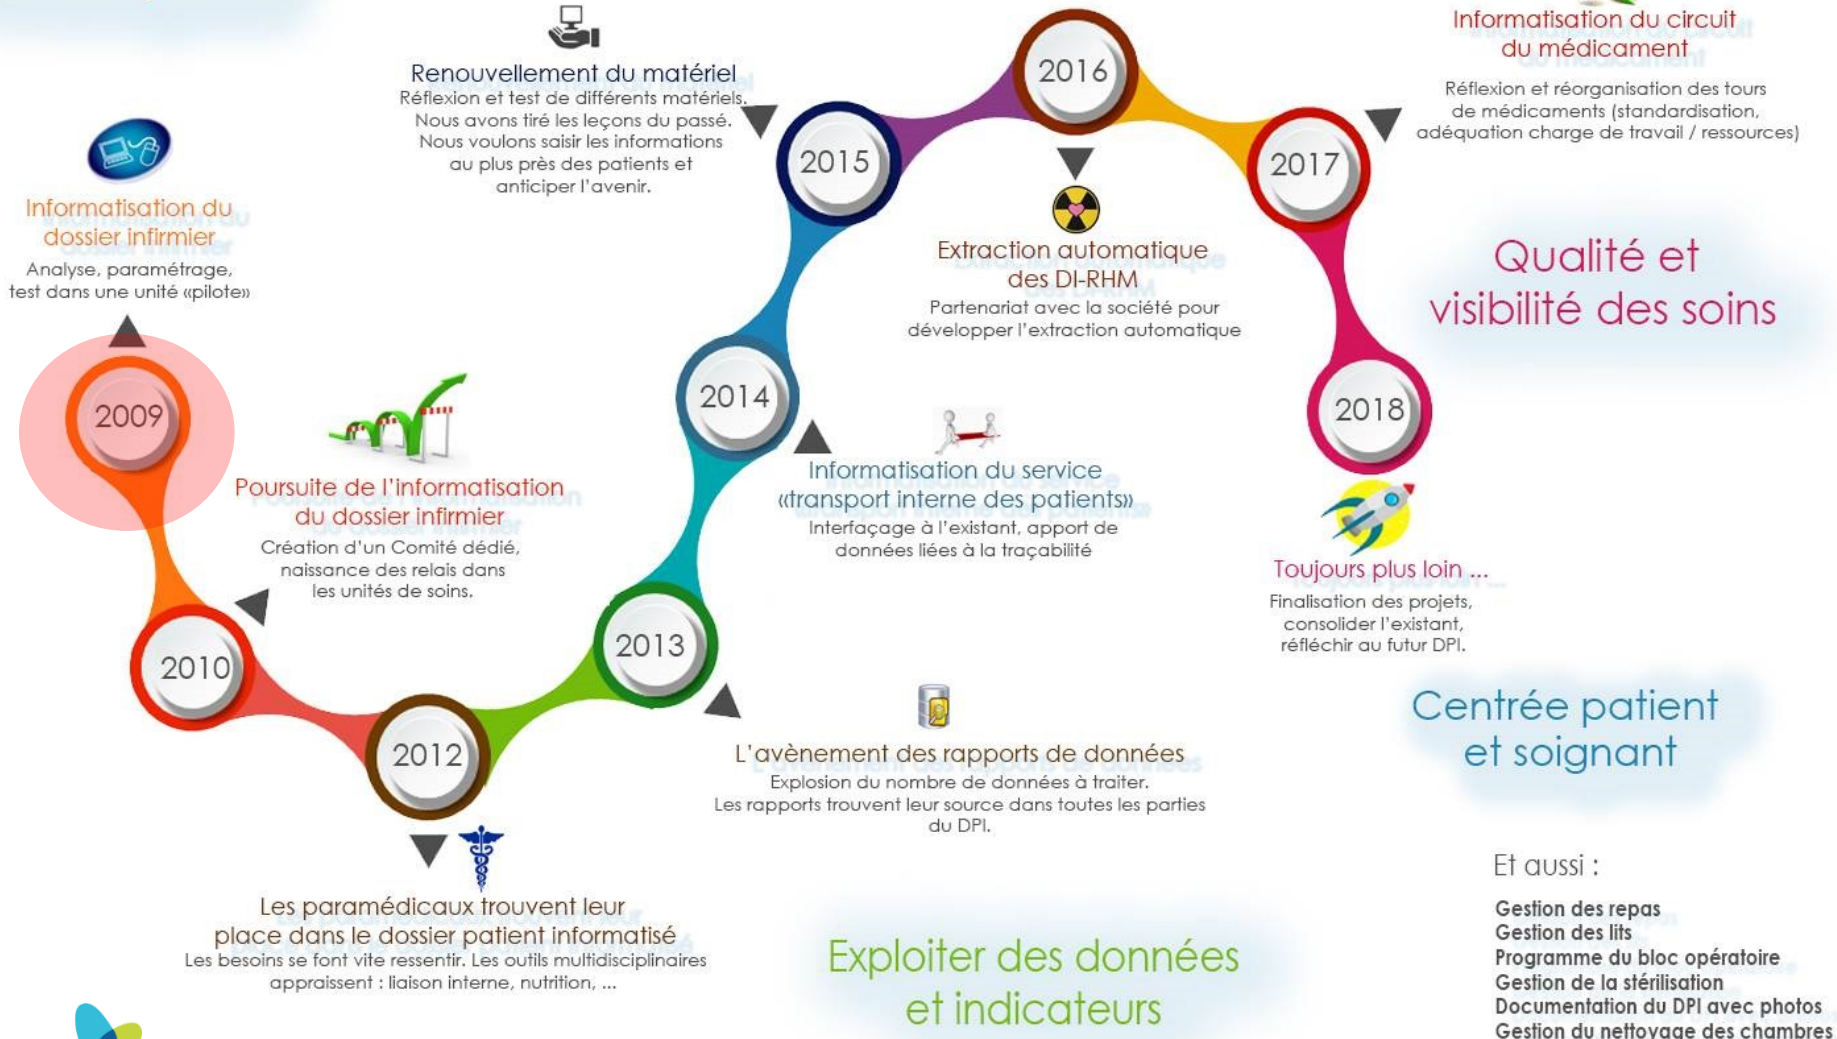 2009
Informatisation du
dossier infirmier
Analyse, paramétrage,
test dans une unité «pilote»
2010
Poursuite de l'informatisation
du dossier infirmier
Création d'un Comité dédié,
naissance des relais dans
les unités de soins.
2012
Les paramédicaux trouvent leur
place dans le dossier patient informatisé
Les besoins se font vite ressentir. Les outils multidisciplinaires
appraissent : liaison interne, nutrition, ...
2013
L'avènement des rapports de données
Explosion du nombre de données à traiter.
Les rapports trouvent leur source dans toutes les parties
du DPI.
2014
Informatisation du service
«transport interne des patients»
Interfaçage à l'existant, apport de
données liées à la traçabilité
2015
Renouvellement du matériel
Réflexion et test de différents matériels.
Nous avons tiré les leçons du passé.
Nous voulons saisir les informations
au plus près des patients et
anticiper l'avenir.
2016
Extraction automatique
des DI-RHM
Partenariat avec la société pour
développer l'extraction automatique
2017
Informatisation du circuit
du médicament
Réflexion et réorganisation des tours
de médicaments (standardisation,
adéquation charge de travail / ressources)
2018
Toujours plus loin ...
Finalisation des projets,
consolider l'existant,
réfléchir au futur DPI.
Qualité et
visibilité des soins
Centrée patient
et soignant
Exploiter des données
et indicateurs
Et aussi :
Gestion des repas
Gestion des lits
Programme du bloc opératoire
Gestion de la stérilisation
Documentation du DPI avec photos
Gestion du nettoyage des chambres